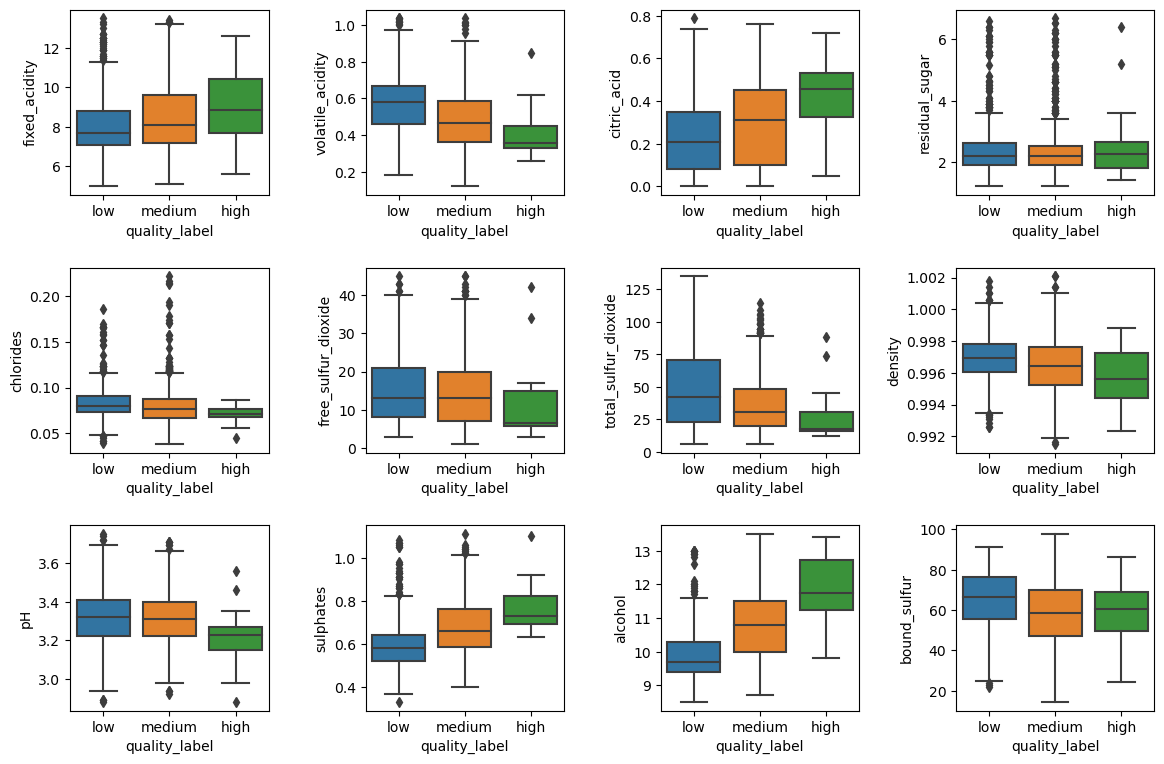 fixed_acidity
12
10
8
6
low medium high
quality_label
volatile_acidity
1.0
0.8
0.6
0.4
0.2
low medium high
quality_label
citric_acid
0.8
0.6
0.4
0.2
0.0
low medium high
quality_label
residual_sugar
6
4
2
low medium high
quality_label
chlorides
0.20
0.15
0.10
0.05
low medium high
quality_label
free_sulfur_dioxide
40
30
20
10
0
low medium high
quality_label
total_sulfur_dioxide
125
100
75
50
25
0
low medium high
quality_label
density
1.002
1.000
0.998
0.996
0.994
0.992
low medium high
quality_label
pH
3.6
3.4
3.2
3.0
low medium high
quality_label
sulphates
1.0
0.8
0.6
0.4
low medium high
quality_label
alcohol
13
12
11
10
9
low medium high
quality_label
bound_sulfur
100
80
60
40
20
low medium high
quality_label